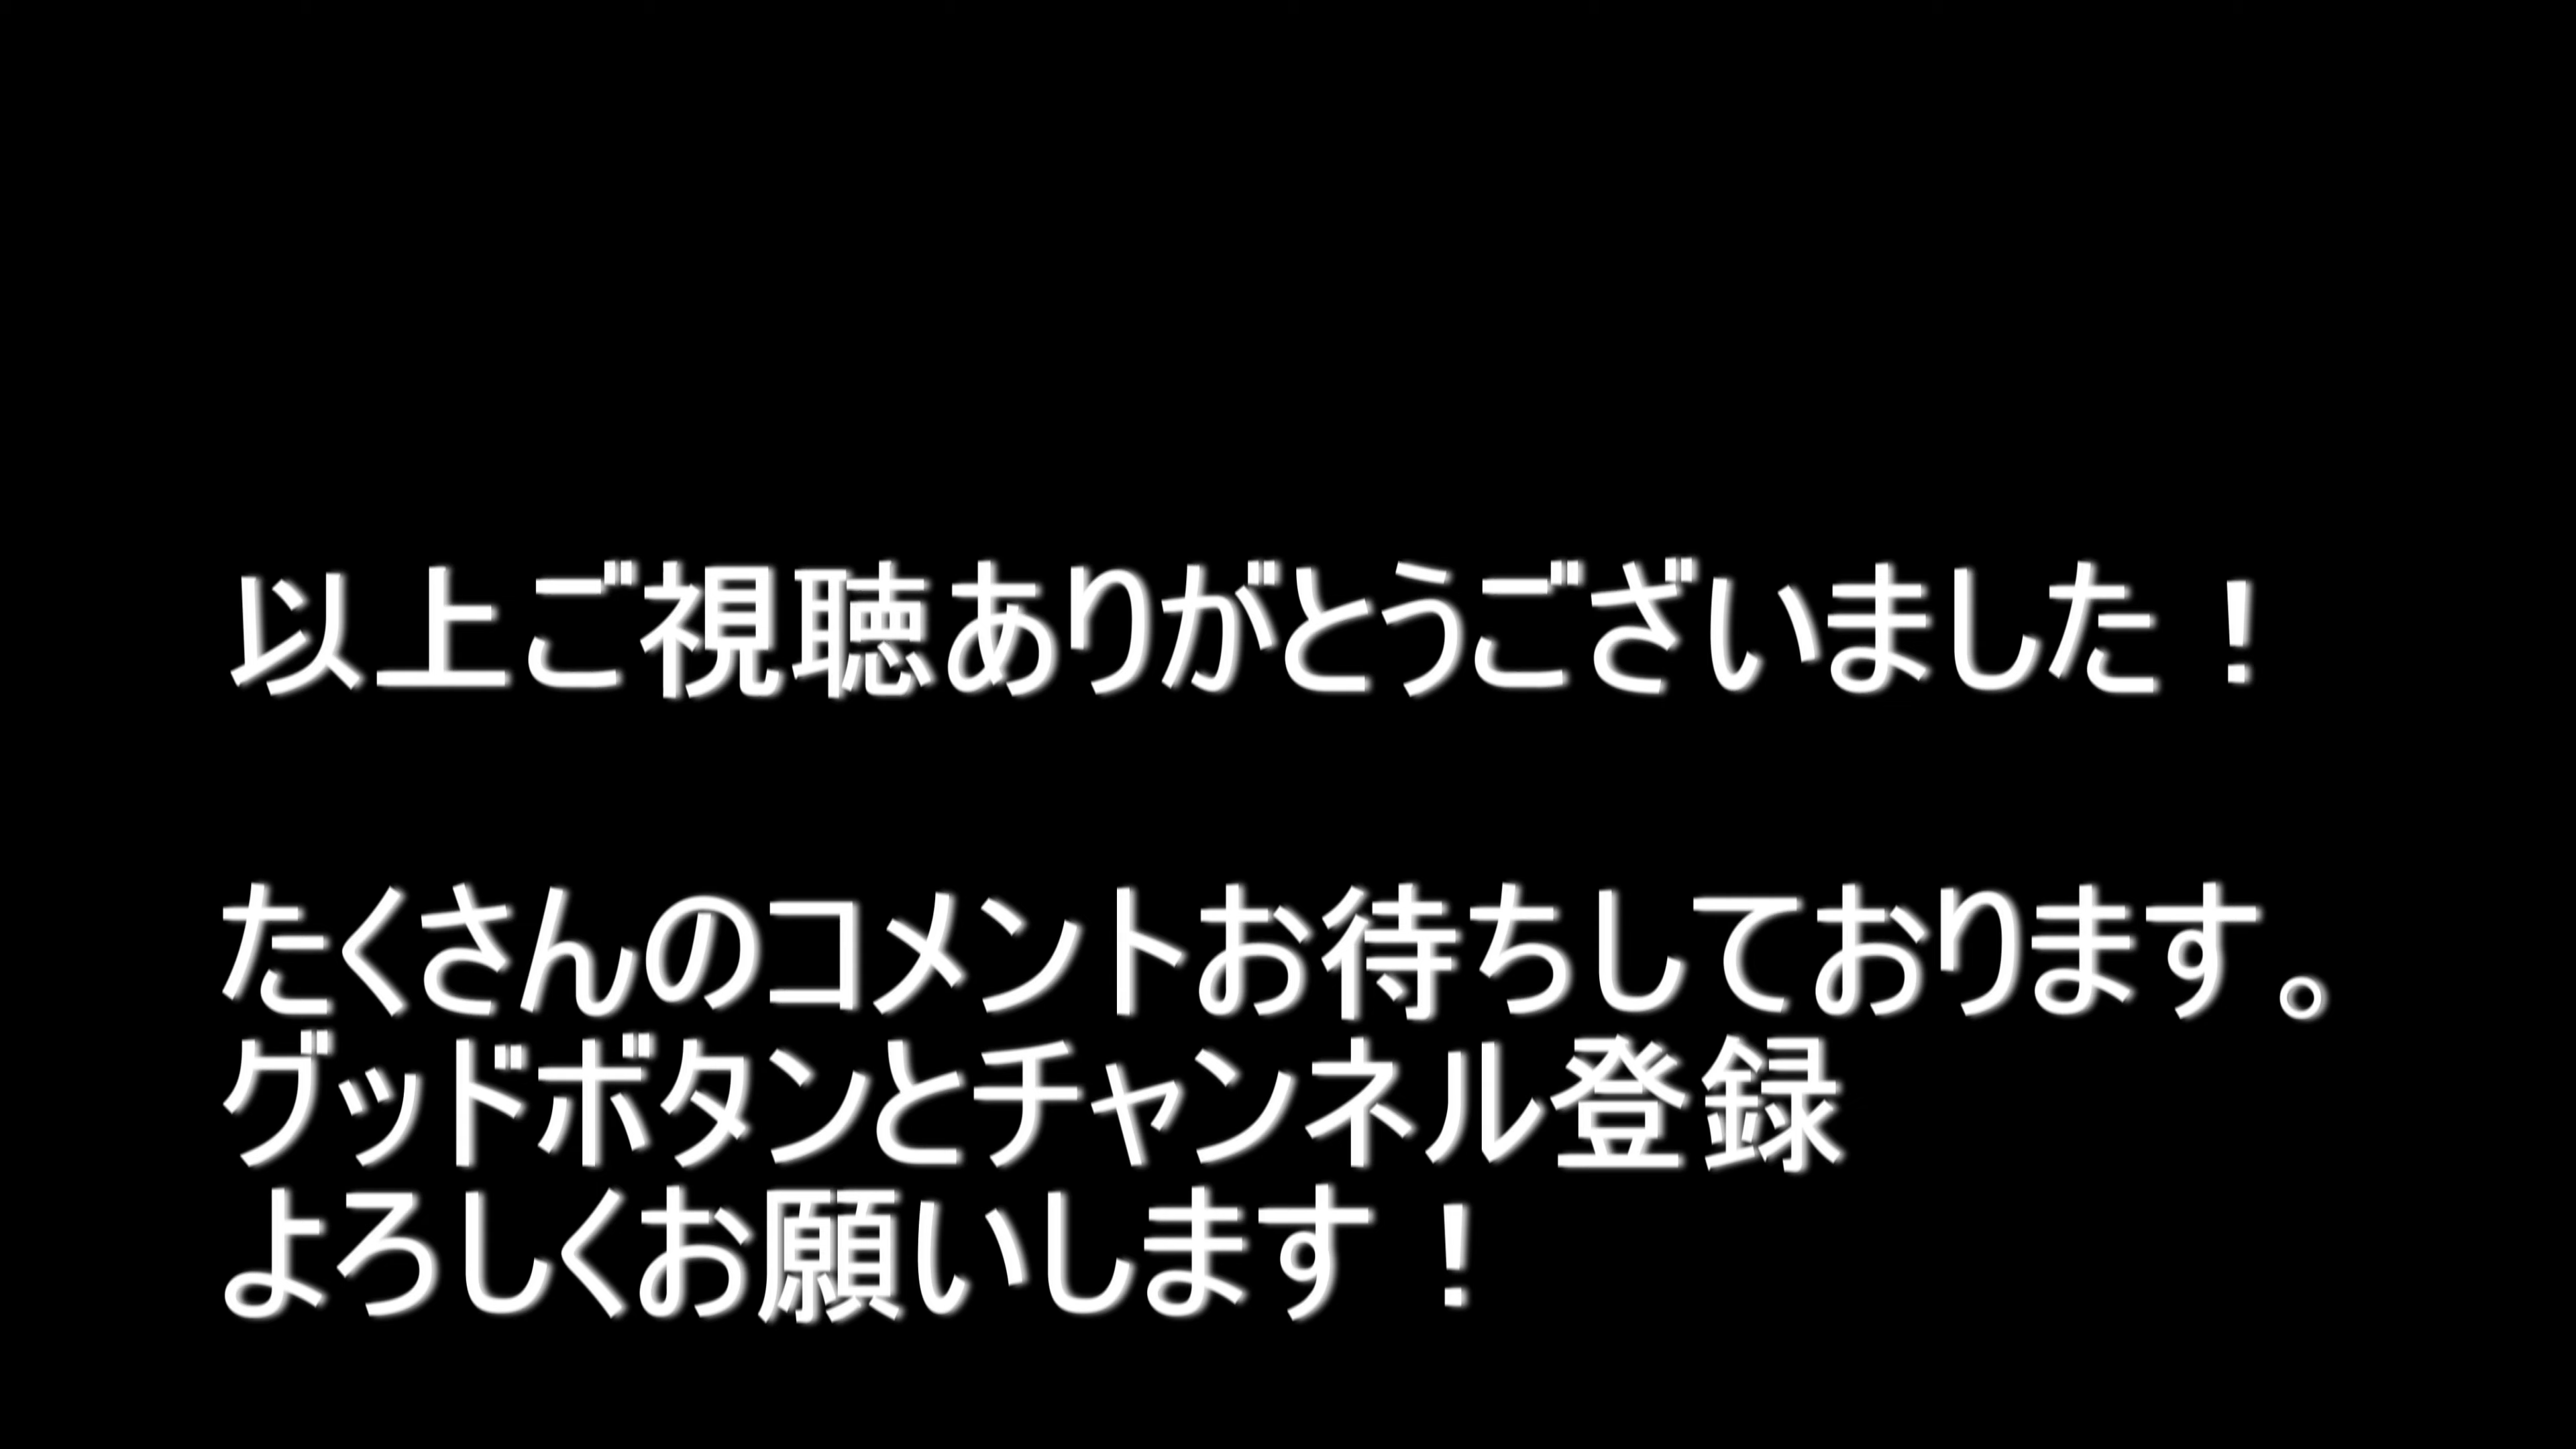 以上ご視聴ありがとうございました！
たくさんのコメントお待ちしております。
グッドボタンとチャンネル登録
よろしくお願いします！